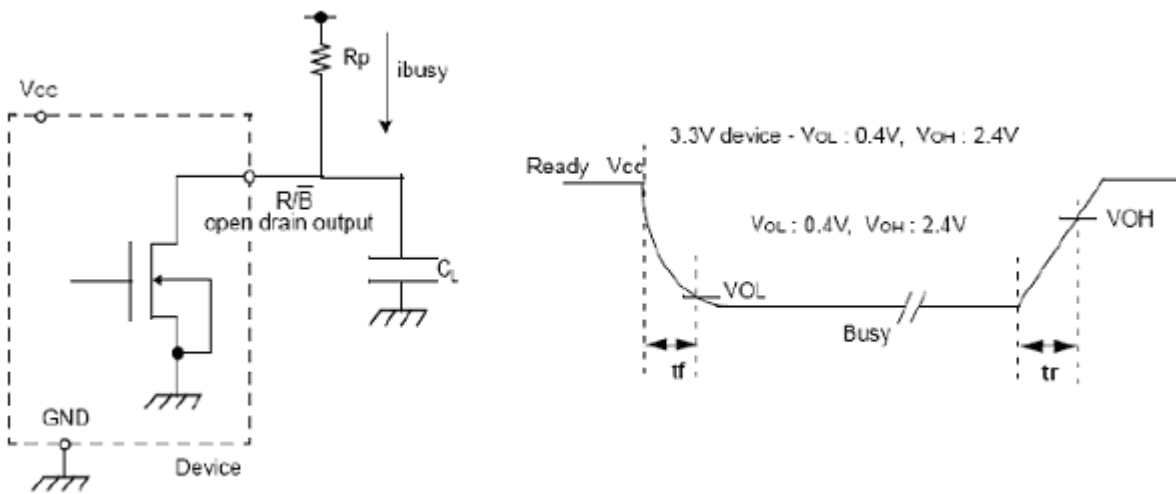 Rp
ibusy
Vcc
R/B̅
open drain output
CL
GND
Device
3.3V device - VOL : 0.4V, VOH : 2.4V
Ready Vcc
VOL : 0.4V, VOH : 2.4V
VOH
VOL
Busy
tf
tr